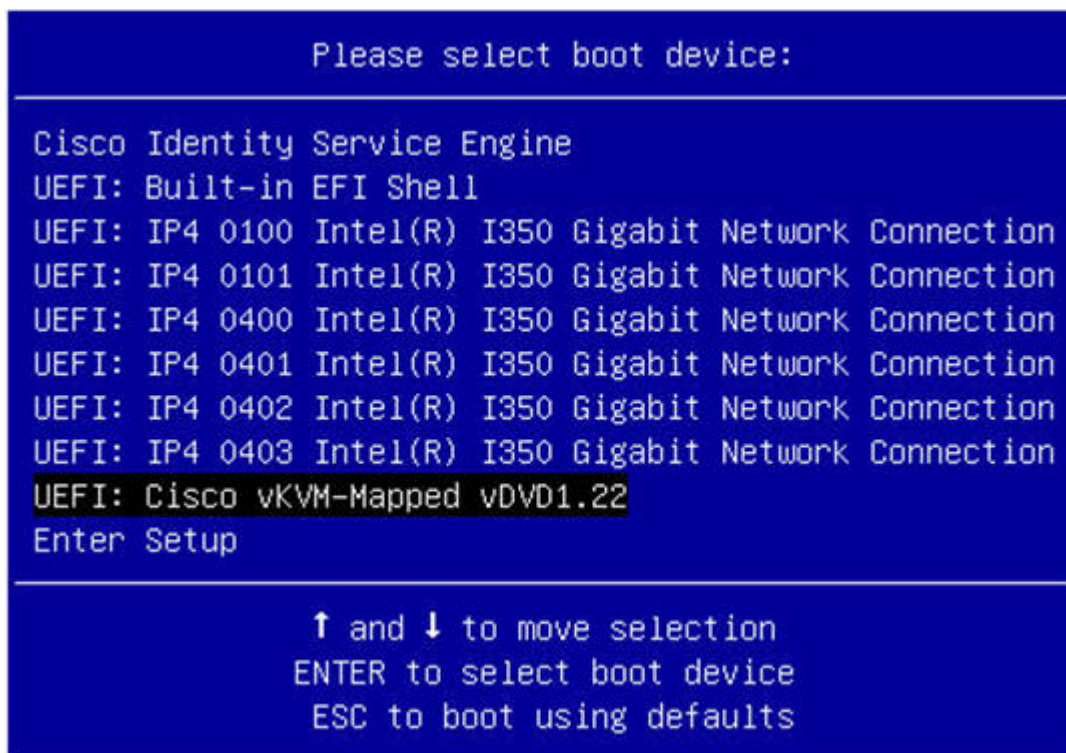 Please select boot device:
Cisco Identity Service Engine
UEFI: Built-in EFI Shell
UEFI: IP4 0100 Intel(R) I350 Gigabit Network Connection
UEFI: IP4 0101 Intel(R) I350 Gigabit Network Connection
UEFI: IP4 0400 Intel(R) I350 Gigabit Network Connection
UEFI: IP4 0401 Intel(R) I350 Gigabit Network Connection
UEFI: IP4 0402 Intel(R) I350 Gigabit Network Connection
UEFI: IP4 0403 Intel(R) I350 Gigabit Network Connection
UEFI: Cisco vKVM-Mapped vDVD1.22
Enter Setup
↑ and ↓ to move selection
ENTER to select boot device
ESC to boot using defaults